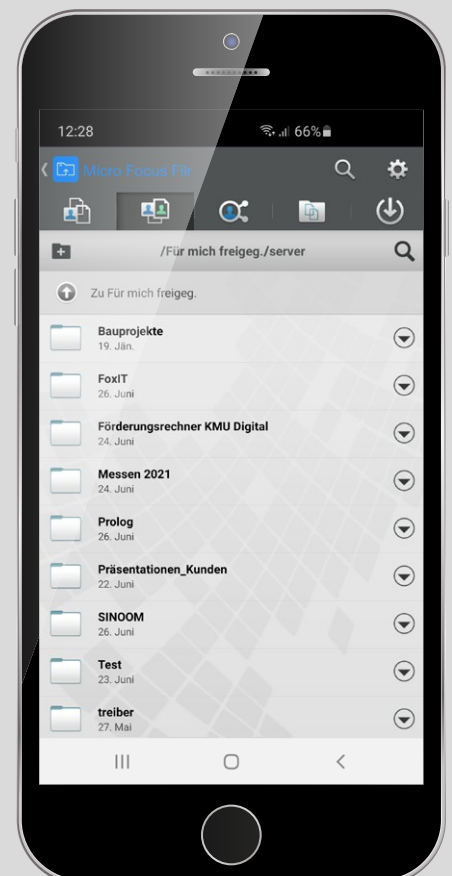 12:28
66%
Micro Focus Filr
/Für mich freigeg./server
Zu Für mich freigeg.
Bauprojekte
19. Jän.
FoxIT
26. Juni
Förderungsrechner KMU Digital
24. Juni
Messen 2021
24. Juni
Prolog
26. Juni
Präsentationen_Kunden
22. Juni
SINOOM
26. Juni
Test
23. Juni
treiber
27. Mai